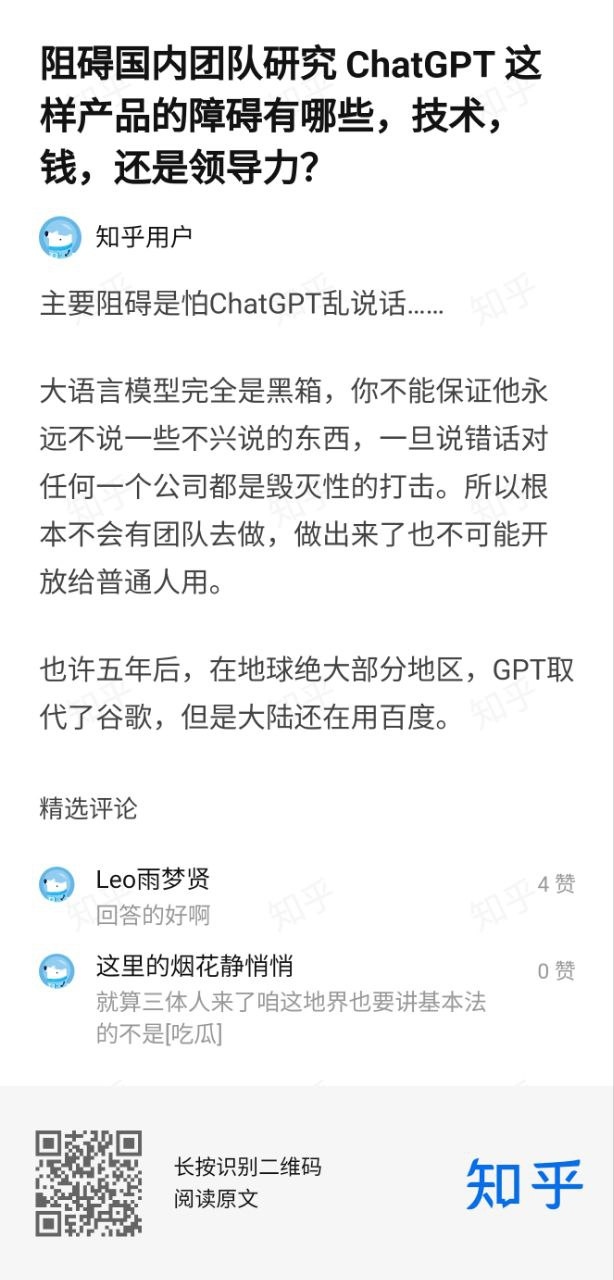 阻碍国内团队研究 ChatGPT 这
样产品的障碍有哪些，技术，
钱，还是领导力？
知乎用户
主要阻碍是怕ChatGPT乱说话……
大语言模型完全是黑箱，你不能保证他永
远不说一些不兴说的东西，一旦说错话对
任何一个公司都是毁灭性的打击。所以根
本不会有团队去做，做出来了也不可能开
放给普通人用。
也许五年后，在地球绝大部分地区，GPT取
代了谷歌，但是大陆还在用百度。
精选评论
Leo雨梦贤
4 赞
回答的好啊
这里的烟花静悄悄
0 赞
就算三体人来了咱这地界也要讲基本法
的不是[吃瓜]
长按识别二维码
阅读原文
知乎